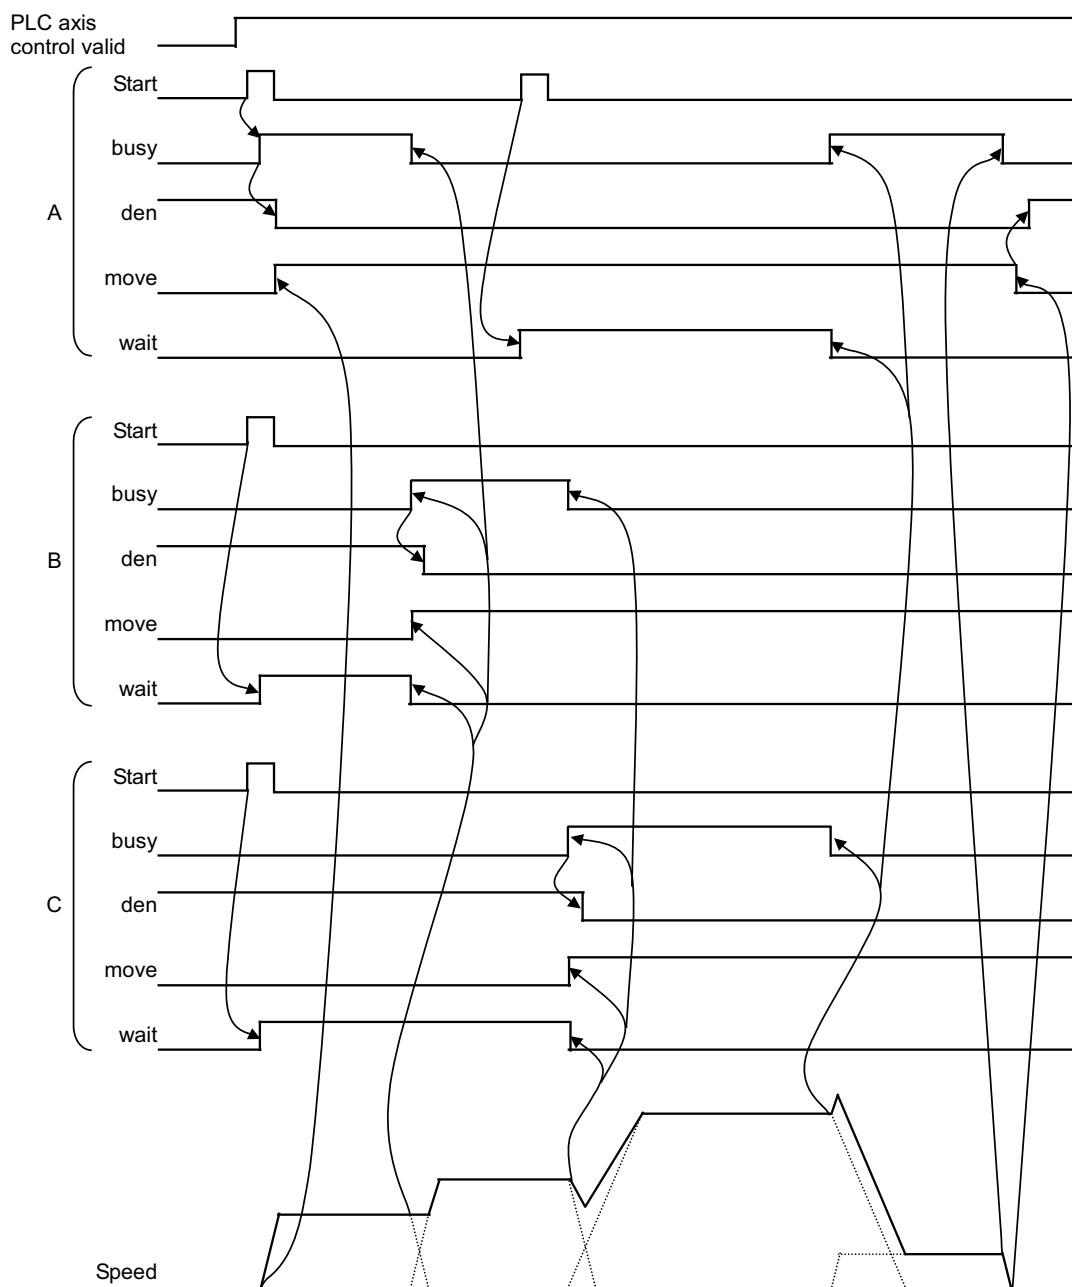 PLC axis
control valid
Start
busy
A
den
move
wait
Start
busy
B
den
move
wait
Start
busy
C
den
move
wait
Speed